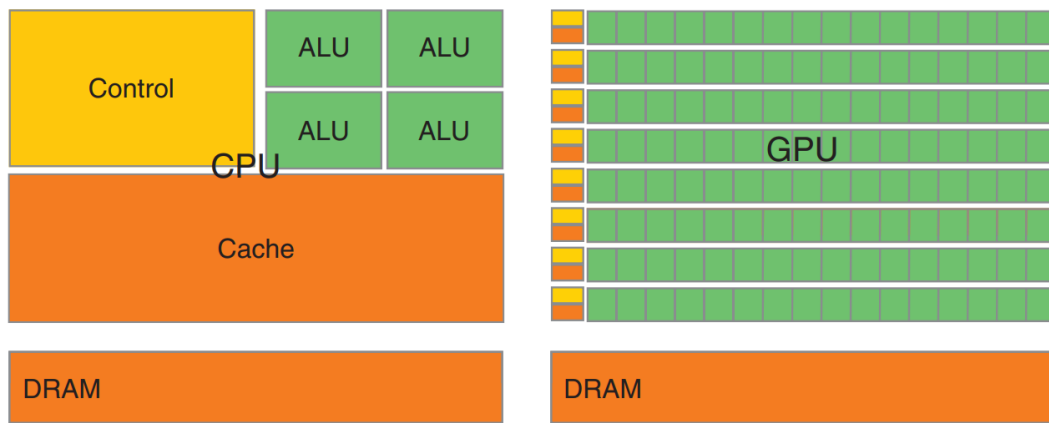 Control
ALU
ALU
ALU
ALU
CPU
Cache
DRAM
GPU
DRAM